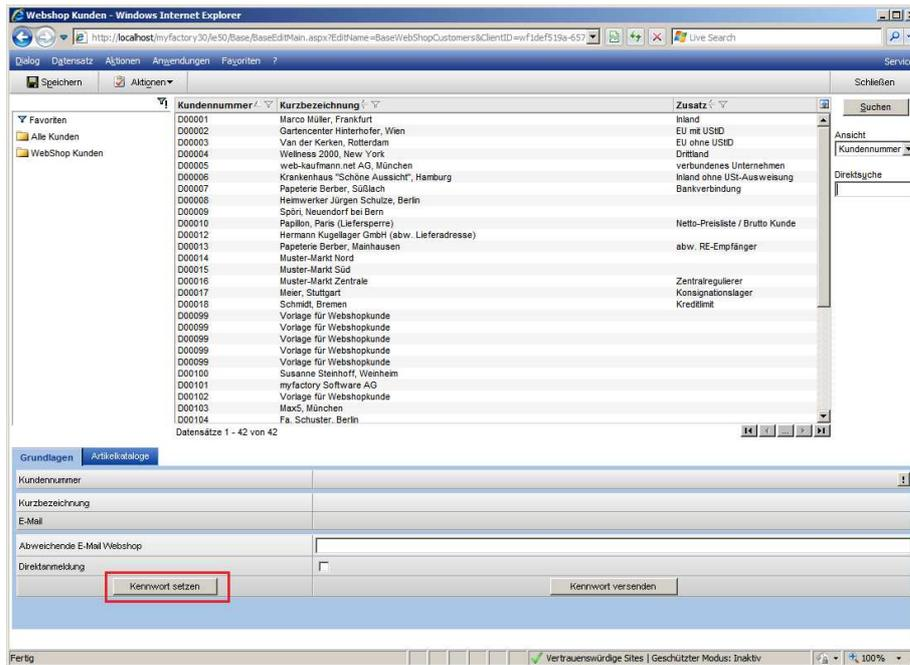 Webshop Kunden - Windows Internet Explorer
http://localhost/myfactory30/ie50/Base/BaseEditMain.aspx?EditName=BaseWebShopCustomers&ClientID=wf1def519a-657
Live Search
Dialog Datensatz Aktionen Anwendungen Favoriten ?
Servic
Speichern Aktionen Schließen
Kundennummer Kurzbezeichnung Zusatz
Suchen
Favoriten
Alle Kunden
WebShop Kunden
Ansicht
Kundennummer
Direktsuche
D00001 Marco Müller, Frankfurt Inland
D00002 Gartencenter Hinterhofer, Wien EU mit UStID
D00003 Van der Kerken, Rotterdam EU ohne UStID
D00004 Wellness 2000, New York Drittland
D00005 web-kaufmann.net AG, München verbundenes Unternehmen
D00006 Krankenhaus "Schöne Aussicht", Hamburg Inland ohne USt-Ausweisung
D00007 Papeterie Berber, Süßlach Bankverbindung
D00008 Heimwerker Jürgen Schulze, Berlin
D00009 Spöri, Neuendorf bei Bern
D00010 Papillon, Paris (Liefersperre) Netto-Preisliste / Brutto Kunde
D00012 Hermann Kugellager GmbH (abw. Lieferadresse)
D00013 Papeterie Berber, Mainhausen abw. RE-Empfänger
D00014 Muster-Markt Nord
D00015 Muster-Markt Süd
D00016 Muster-Markt Zentrale Zentralregulierer
D00017 Meier, Stuttgart Konsignationslager
D00018 Schmidt, Bremen Kreditlimit
D00099 Vorlage für Webshopkunde
D00099 Vorlage für Webshopkunde
D00099 Vorlage für Webshopkunde
D00099 Vorlage für Webshopkunde
D00100 Susanne Steinhoff, Weinheim
D00101 myfactory Software AG
D00102 Vorlage für Webshopkunde
D00103 Max5, München
D00104 Fa. Schuster, Berlin
Datensätze 1 - 42 von 42
Grundlagen Artikelkataloge
Kundennummer
Kurzbezeichnung
E-Mail
Abweichende E-Mail Webshop
Direktanmeldung
Kennwort setzen Kennwort versenden
Fertig Vertrauenswürdige Sites | Geschützter Modus: Inaktiv 100%